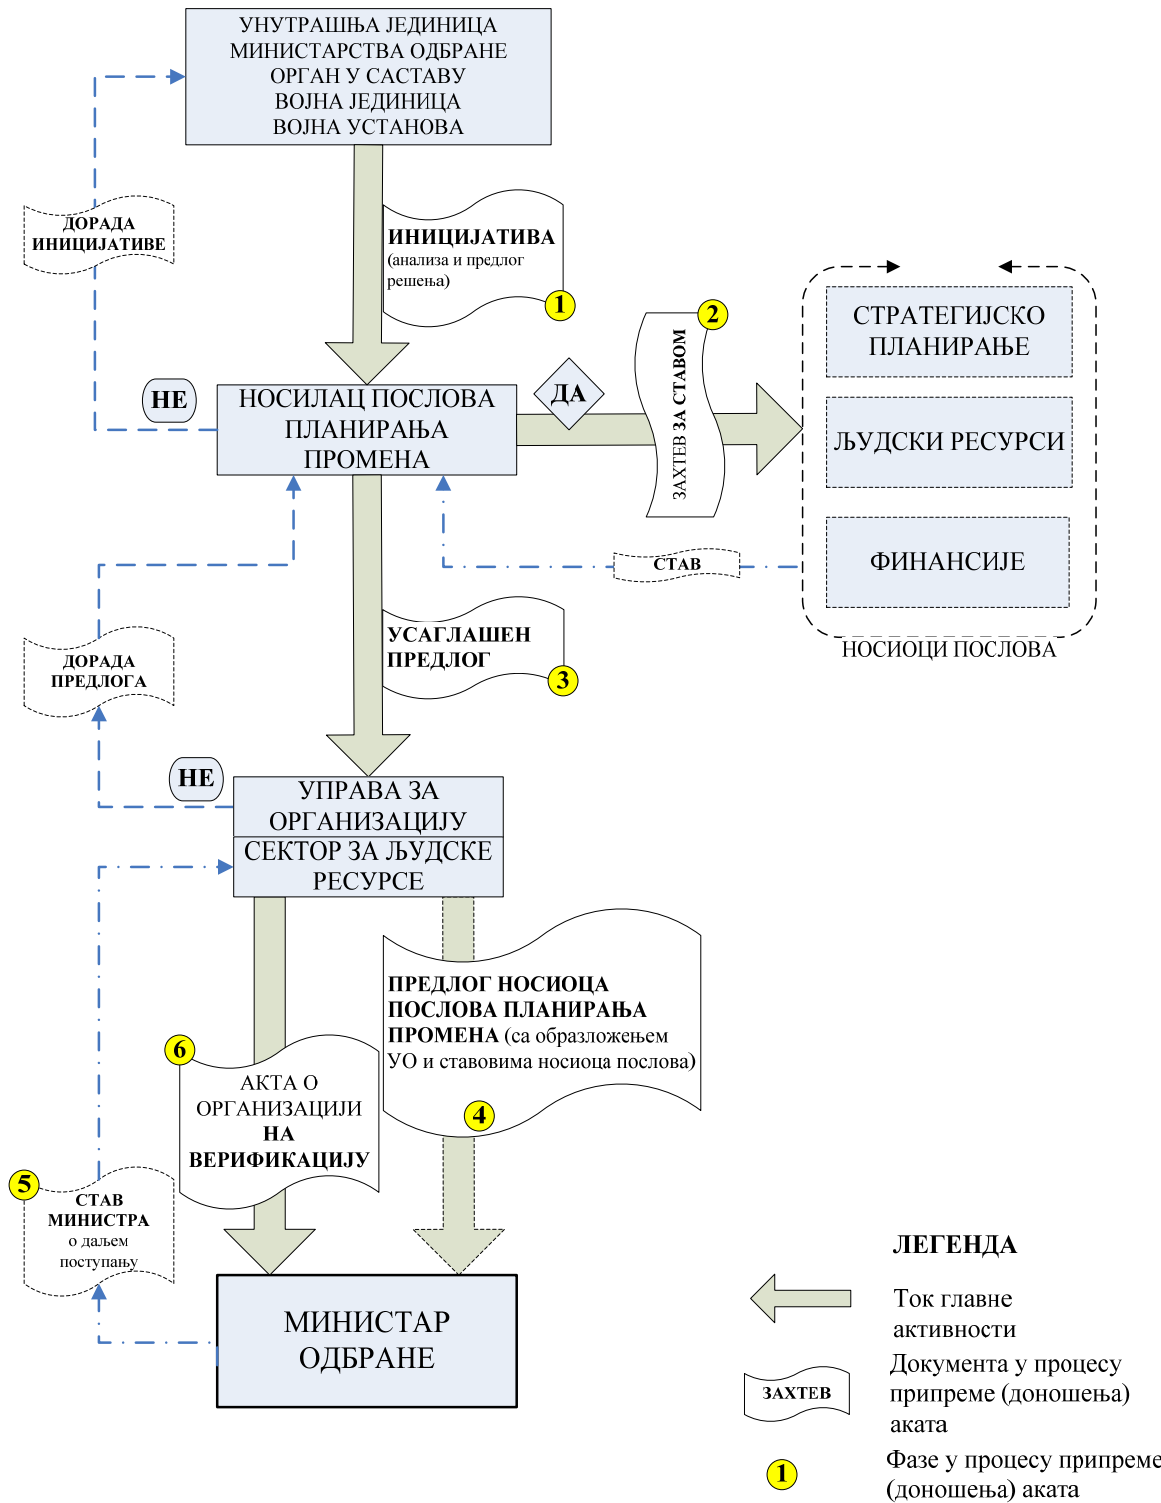 УНУТРАШЊА ЈЕДИНИЦА
МИНИСТАРСТВА ОДБРАНЕ
ОРГАН У САСТАВУ
ВОЈНА ЈЕДИНИЦА
ВОЈНА УСТАНОВА
ДОРАДА
ИНИЦИЈАТИВЕ
ИНИЦИЈАТИВА
(анализа и предлог
решења)
1
2
ЗАХТЕВ ЗА СТАВОМ
СТРАТЕГИЈСКО
ПЛАНИРАЊЕ
НЕ
НОСИЛАЦ ПОСЛОВА
ПЛАНИРАЊА
ПРОМЕНА
ДА
ЉУДСКИ РЕСУРСИ
СТАВ
ФИНАНСИЈЕ
НОСИОЦИ ПОСЛОВА
УСАГЛАШЕН
ПРЕДЛОГ
3
ДОРАДА
ПРЕДЛОГА
НЕ
УПРАВА ЗА
ОРГАНИЗАЦИЈУ
СЕКТОР ЗА ЉУДСКЕ
РЕСУРСЕ
ПРЕДЛОГ НОСИОЦА
ПОСЛОВА ПЛАНИРАЊА
ПРОМЕНА (са образложењем
УО и ставовима носиоца послова)
4
6
АКТА О
ОРГАНИЗАЦИЈИ
НА
ВЕРИФИКАЦИЈУ
5
СТАВ
МИНИСТРА
о даљем
поступању
МИНИСТАР
ОДБРАНЕ
ЛЕГЕНДА
Ток главне
активности
ЗАХТЕВ
Документа у процесу
припреме (доношења)
аката
1
Фазе у процесу припреме
(доношења) аката